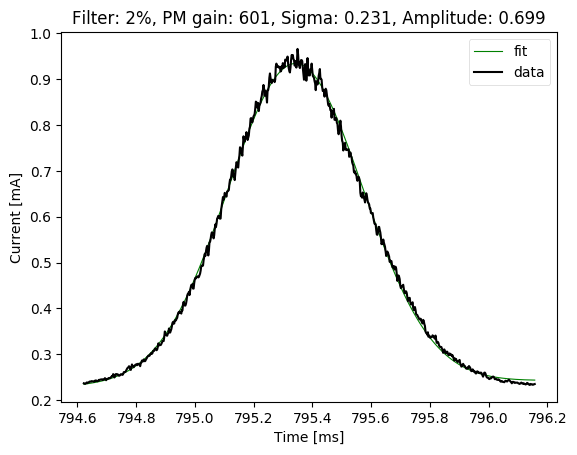 Filter: 2%, PM gain: 601, Sigma: 0.231, Amplitude: 0.699
fit
data
1.0
0.9
0.8
0.7
0.6
0.5
0.4
0.3
0.2
Current [mA]
794.6 794.8 795.0 795.2 795.4 795.6 795.8 796.0 796.2
Time [ms]